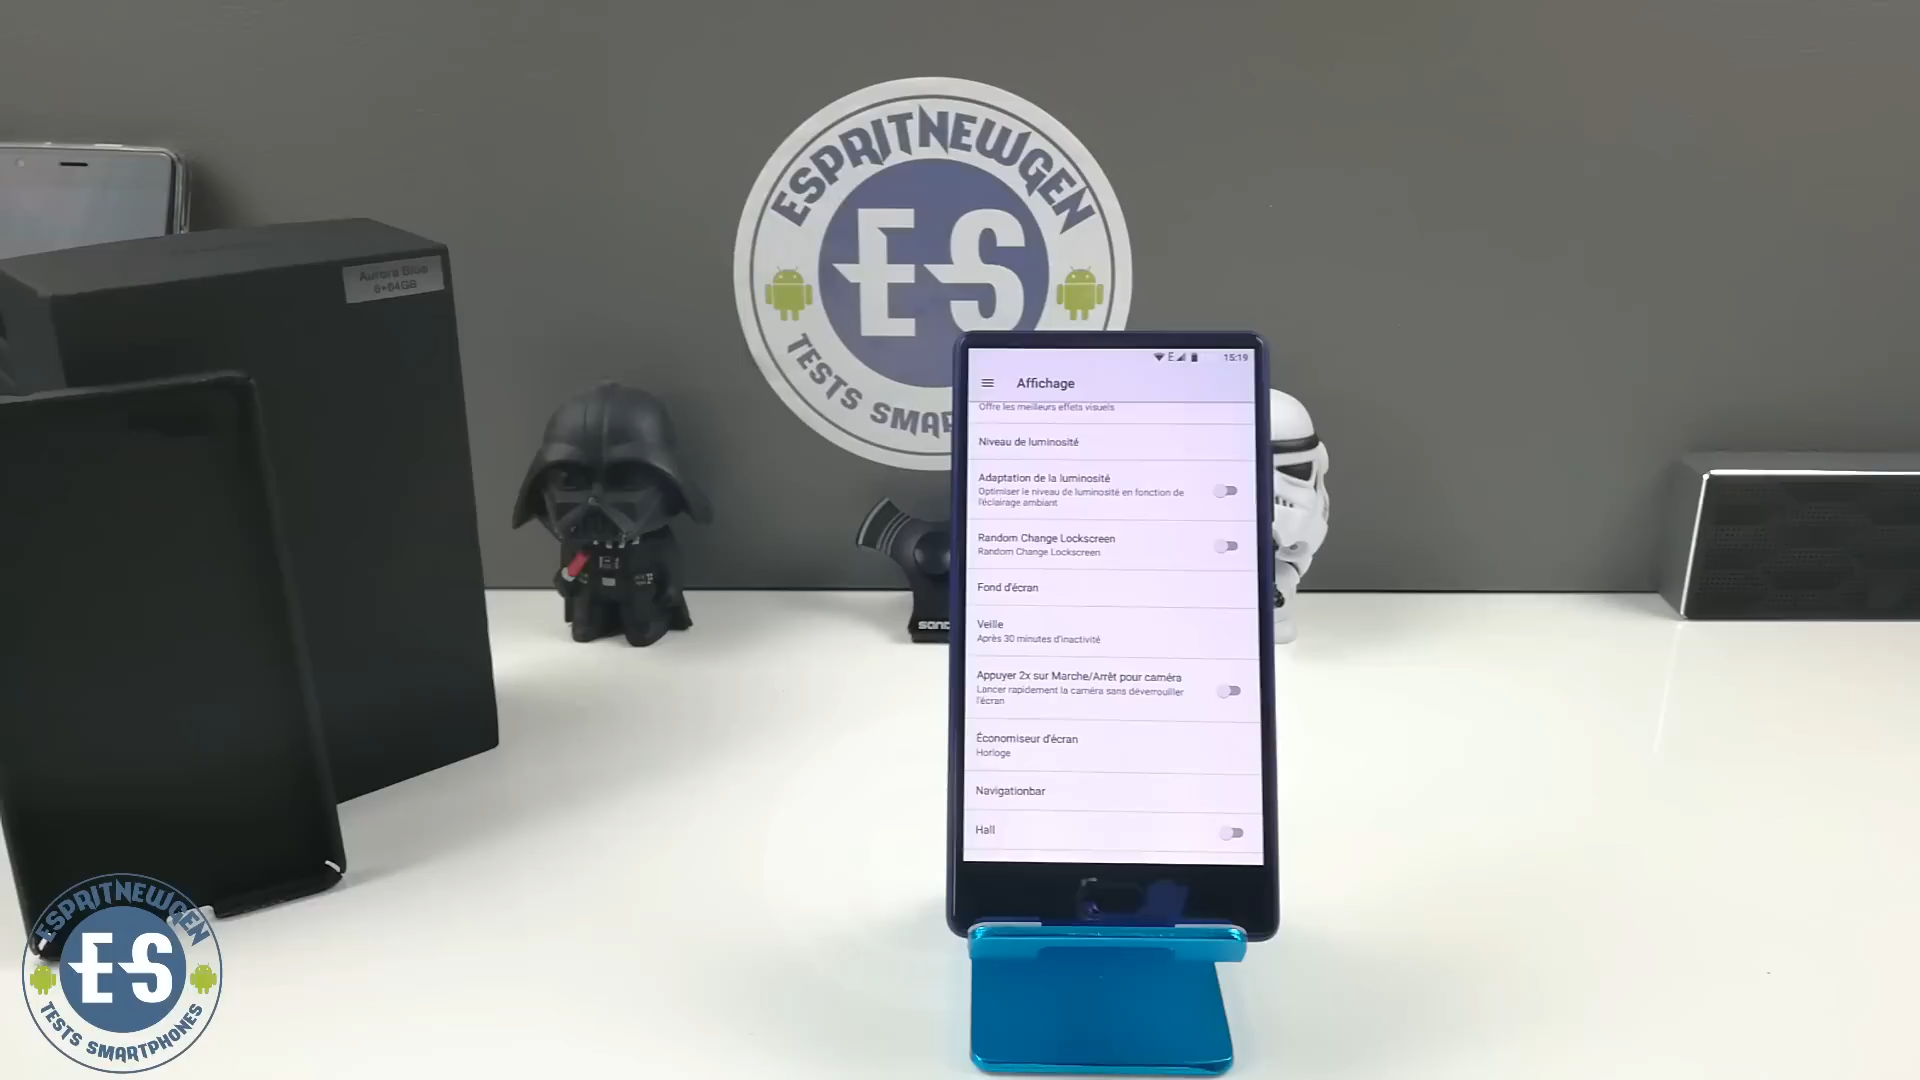 ESPRITNEWGEN
ES
TESTS SMAR
Aurora Blue
6+64GB
E
15:19
Affichage
Offre les meilleurs effets visuels
Niveau de luminosité
Adaptation de la luminosité
Optimiser le niveau de luminosité en fonction de
l'éclairage ambiant
Random Change Lockscreen
Random Change Lockscreen
Fond d'écran
Veille
Après 30 minutes d'inactivité
Appuyer 2x sur Marche/Arrêt pour caméra
Lancer rapidement la caméra sans déverrouiller
l'écran
Économiseur d'écran
Horloge
Navigationbar
Hall
ESPRITNEWGEN
ES
TESTS SMARTPHONES